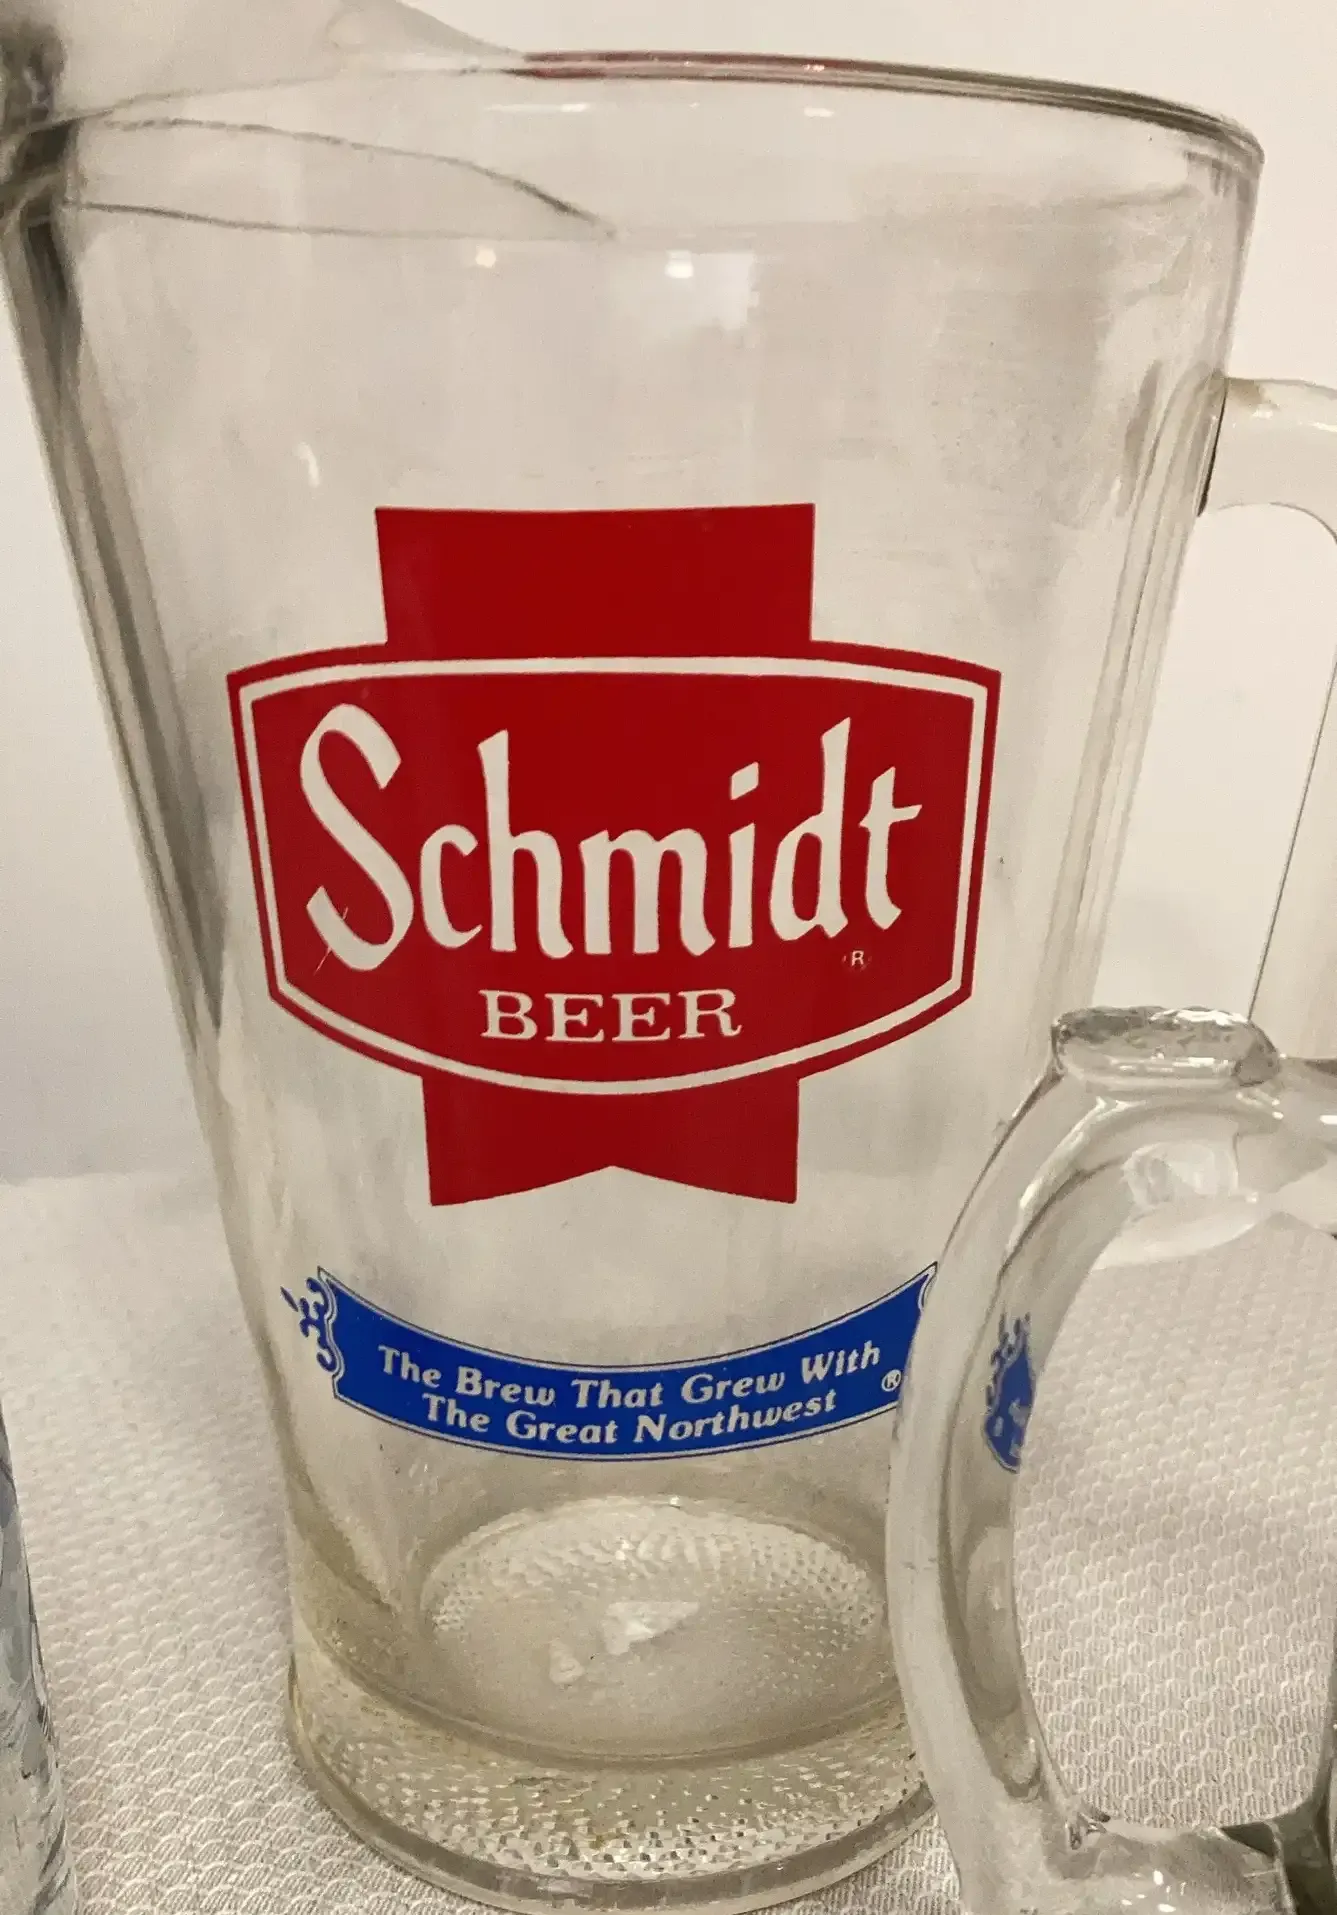 Schmidt
®
BEER
The Brew That Grew With
The Great Northwest ®